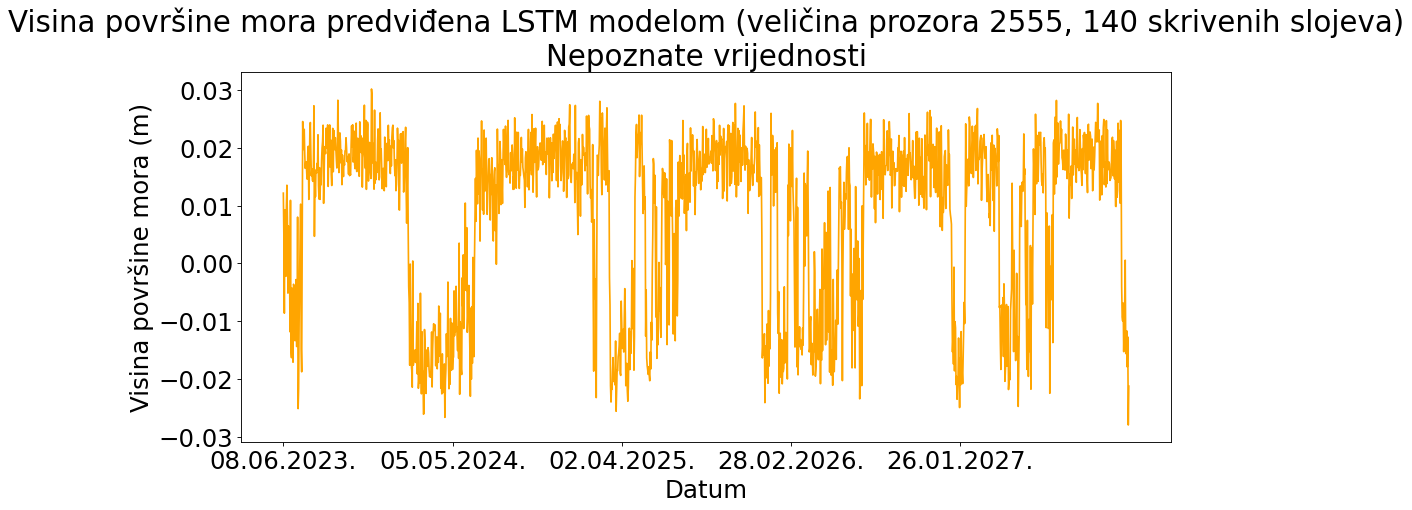 Visina površine mora predviđena LSTM modelom (veličina prozora 2555, 140 skrivenih slojeva)
Nepoznate vrijednosti
Visina površine mora (m)
0.03
0.02
0.01
0.00
−0.01
−0.02
−0.03
08.06.2023. 05.05.2024. 02.04.2025. 28.02.2026. 26.01.2027.
Datum